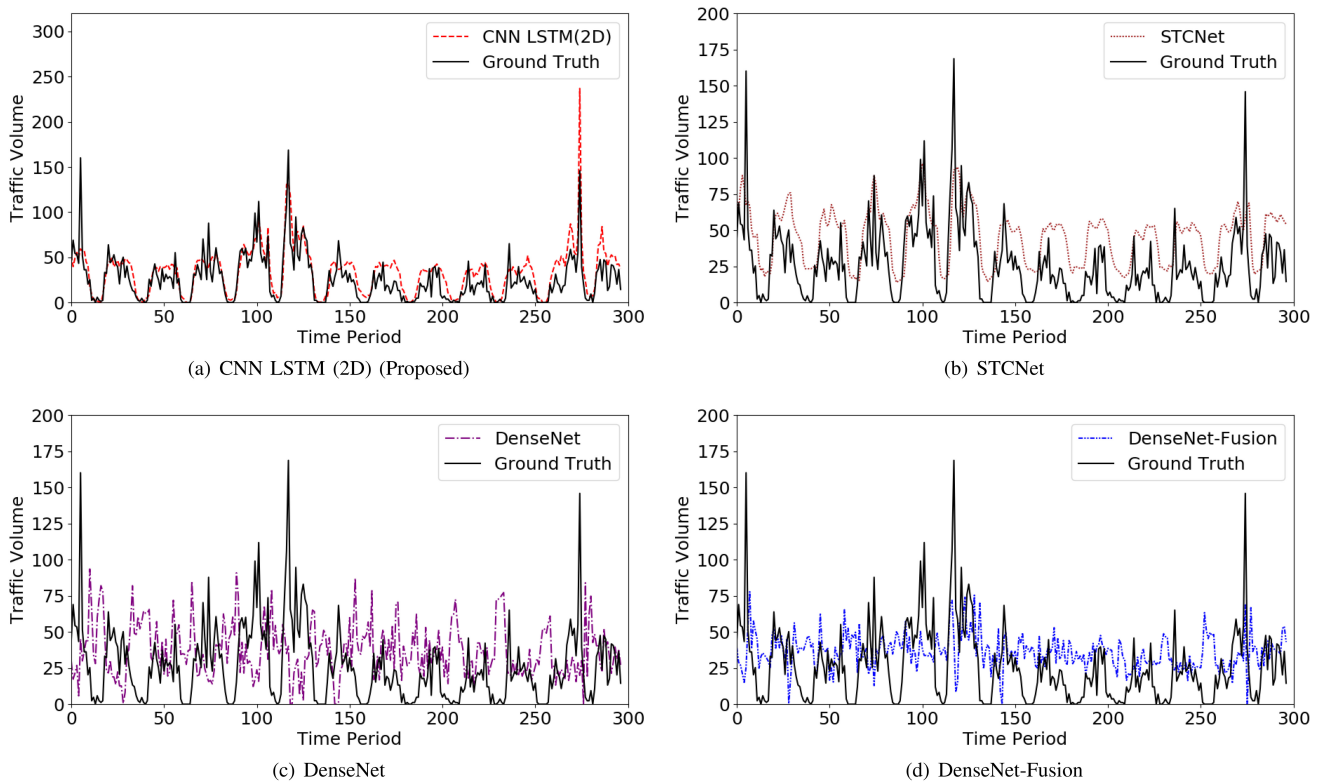 CNN LSTM(2D)
Ground Truth
Traffic Volume
300
250
200
150
100
50
0
0 50 100 150 200 250 300
Time Period
(a) CNN LSTM (2D) (Proposed)
STCNet
Ground Truth
Traffic Volume
200
175
150
125
100
75
50
25
0
0 50 100 150 200 250 300
Time Period
(b) STCNet
DenseNet
Ground Truth
Traffic Volume
200
175
150
125
100
75
50
25
0
0 50 100 150 200 250 300
Time Period
(c) DenseNet
DenseNet-Fusion
Ground Truth
Traffic Volume
200
175
150
125
100
75
50
25
0
0 50 100 150 200 250 300
Time Period
(d) DenseNet-Fusion